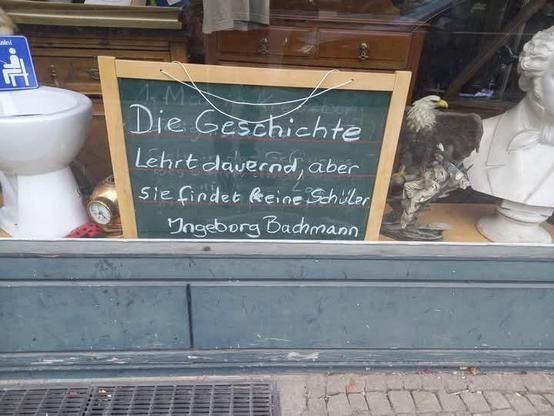 Die Geschichte
Lehrt dauernd, aber
sie findet keine Schüler
Ingeborg Bachmann